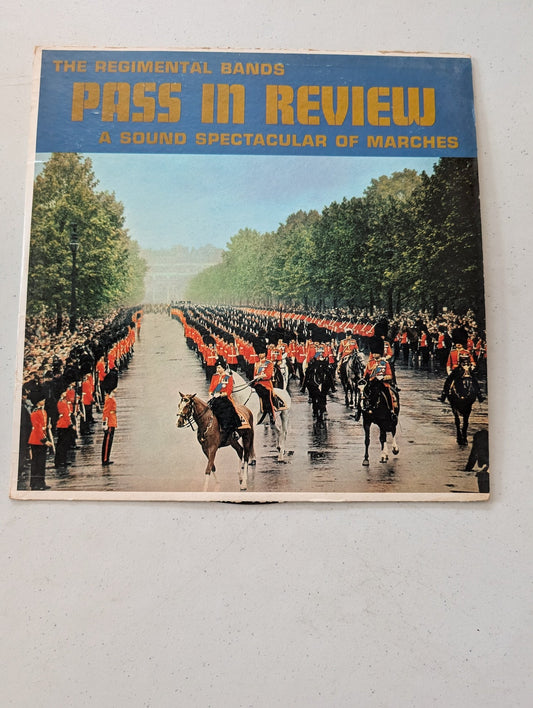 THE REGIMENTAL BANDS
PASS IN REVIEW
A SOUND SPECTACULAR OF MARCHES